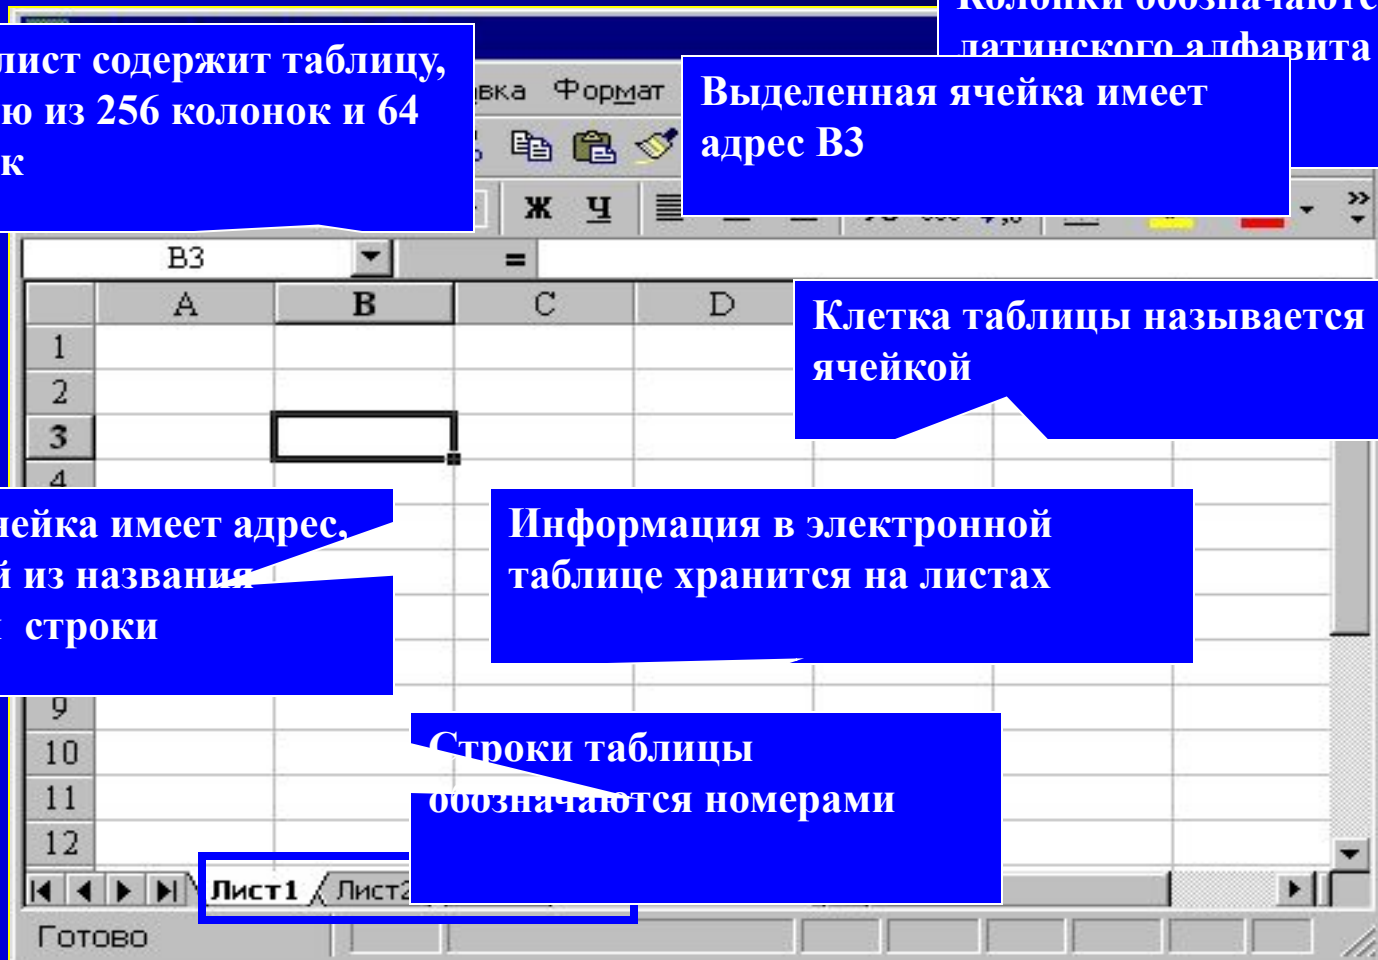 Колонки обозначаются
латинского алфавита
лист содержит таблицу,
ю из 256 колонок и 64
к
Выделенная ячейка имеет
адрес В3
вка Формат
Ж Ч
B3 =
A B C D
Клетка таблицы называется
ячейкой
1
2
3
4
чейка имеет адрес,
й из названия
строки
Информация в электронной
таблице хранится на листах
9
10
11
12
Строки таблицы
обозначаются номерами
Лист1 Лист2
Готово